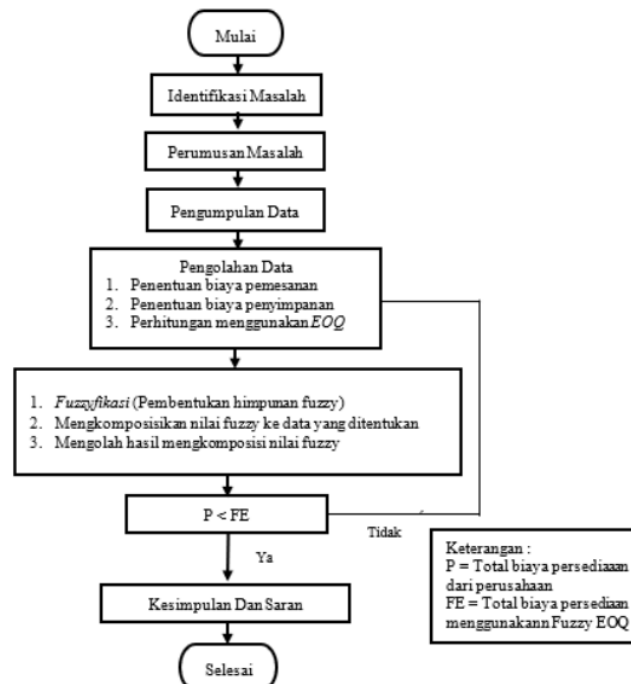 Mulai
Identifikasi Masalah
Perumusan Masalah
Pengumpulan Data
Pengolahan Data
1. Penentuan biaya pemesanan
2. Penentuan biaya penyimpanan
3. Perhitungan menggunakan EOQ
1. Fuzzyfikasi (Pembentukan himpunan fuzzy)
2. Mengkomposisikan nilai fuzzy ke data yang ditentukan
3. Mengolah hasil mengkomposisi nilai fuzzy
P < FE
Tidak
Ya
Kesimpulan Dan Saran
Selesai
Keterangan :
P = Total biaya persediaaan
dari perusahaan
FE = Total biaya persediaan
menggunakann Fuzzy EOQ